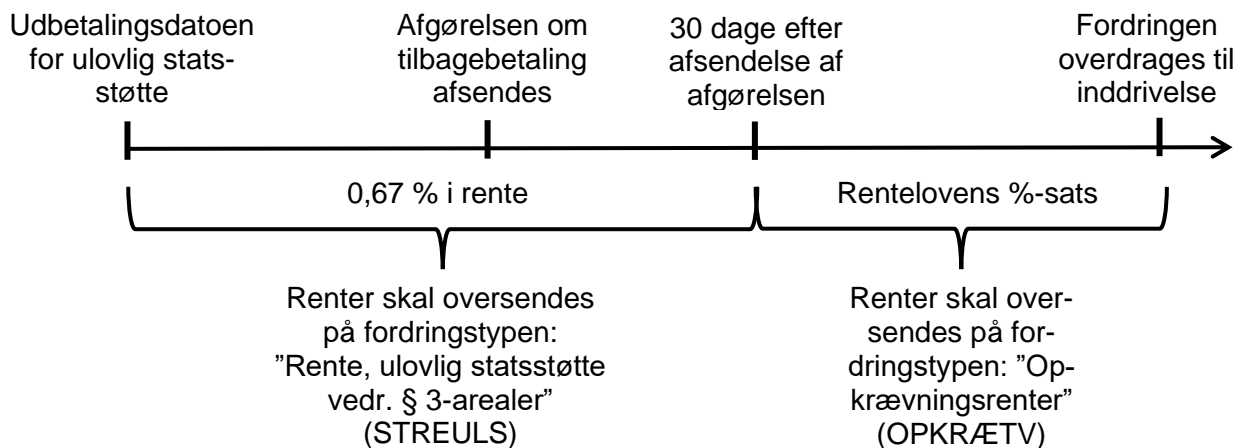 Udbetalingsdatoen
for ulovlig stats-
støtte
Afgørelsen om
tilbagebetaling
afsendes
30 dage efter
afsendelse af
afgørelsen
Fordringen
overdrages til
inddrivelse
0,67 % i rente
Rentelovens %-sats
Renter skal oversendes
på fordringstypen:
”Rente, ulovlig statsstøtte
vedr. § 3-arealer”
(STREULS)
Renter skal over-
sendes på for-
dringstypen: ”Op-
krævningsrenter”
(OPKRÆTV)